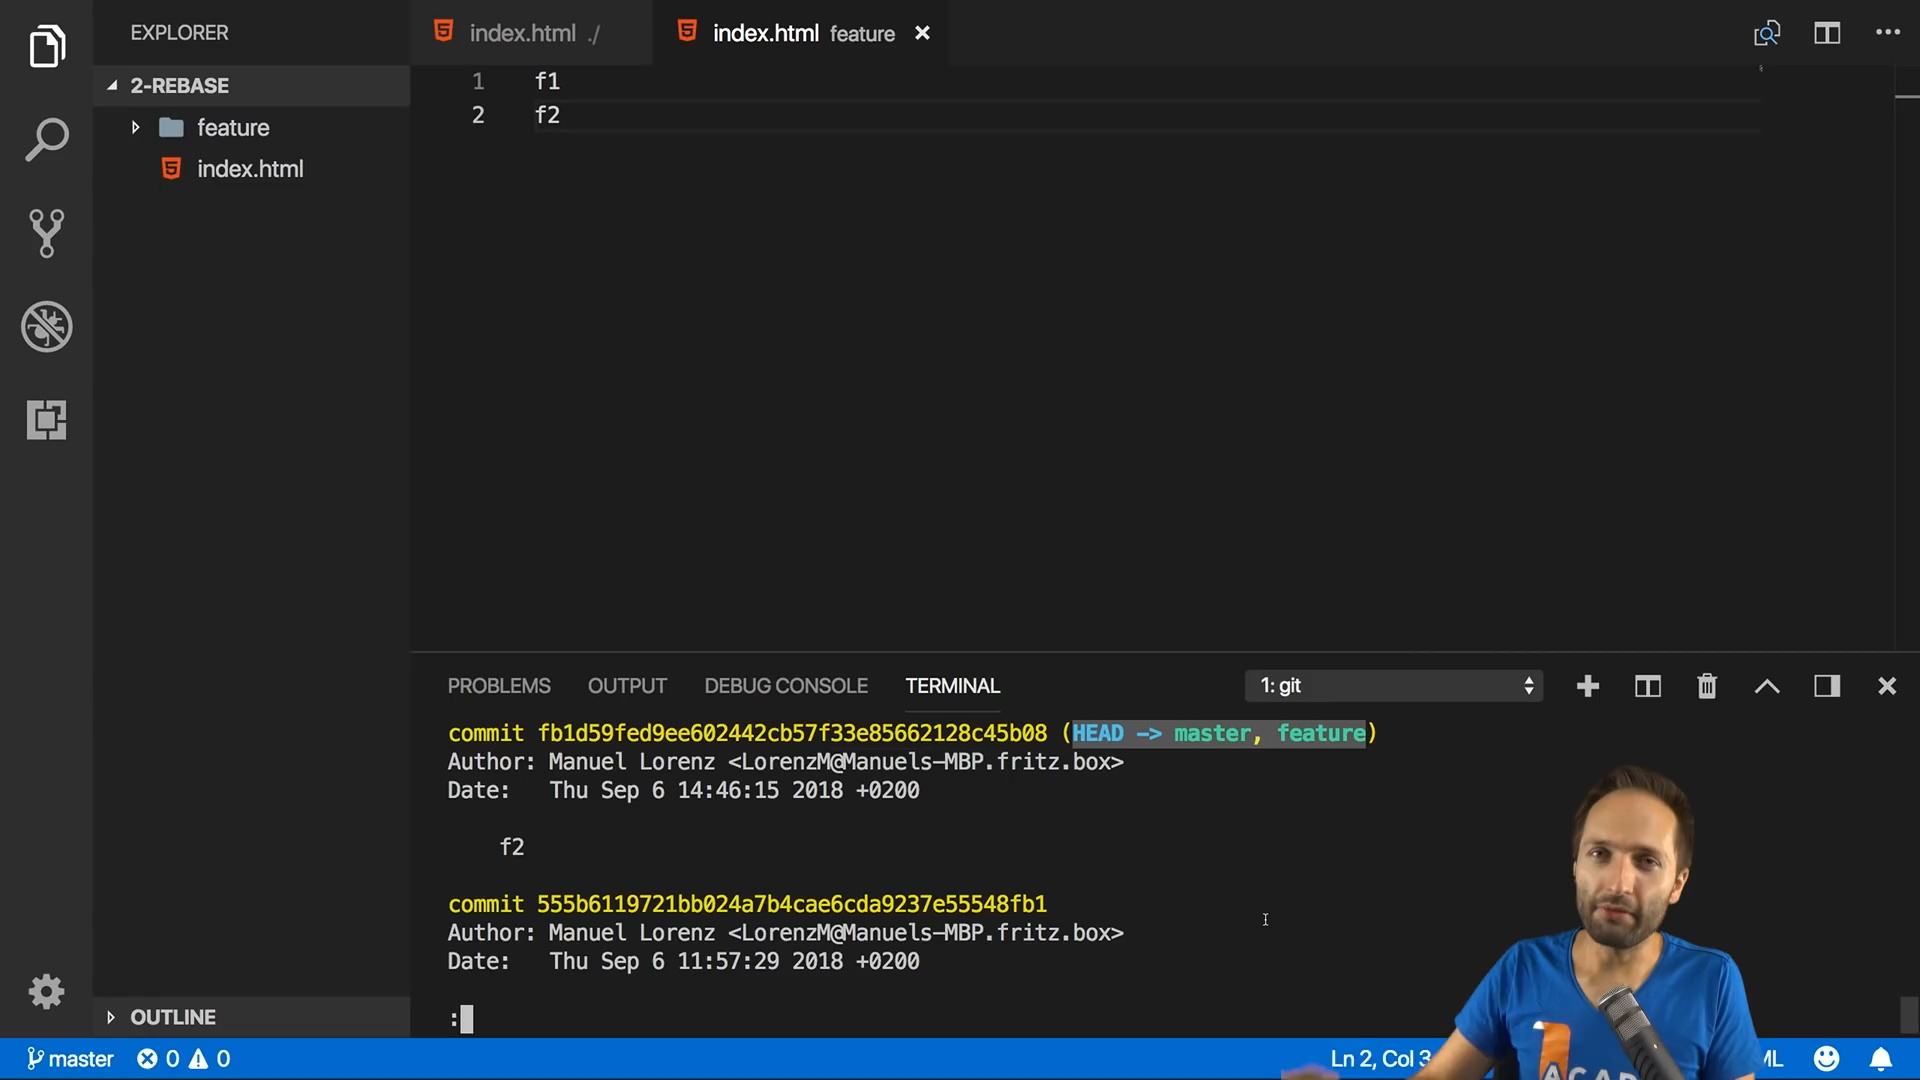 EXPLORER
index.html ./
index.html feature
2-REBASE
feature
index.html
1 f1
2 f2
PROBLEMS OUTPUT DEBUG CONSOLE TERMINAL
1: git
commit fb1d59fed9ee602442cb57f33e85662128c45b08 (HEAD -> master, feature)
Author: Manuel Lorenz <LorenzM@Manuels-MBP.fritz.box>
Date: Thu Sep 6 14:46:15 2018 +0200
f2
commit 555b6119721bb024a7b4cae6cda9237e55548fb1
Author: Manuel Lorenz <LorenzM@Manuels-MBP.fritz.box>
Date: Thu Sep 6 11:57:29 2018 +0200
:
OUTLINE
master 0 0
Ln 2, Col 3
ML
ACAD